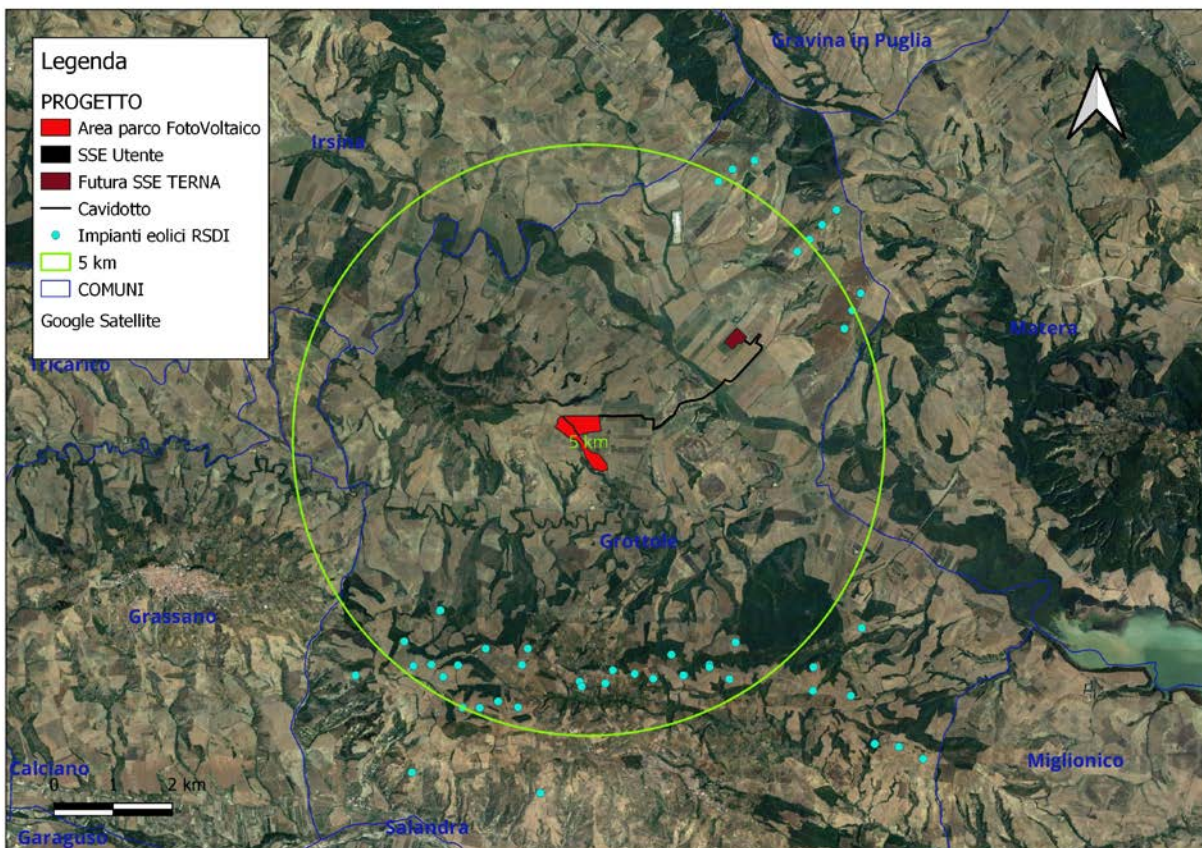 Legenda
PROGETTO
Area parco FotoVoltaico
SSE Utente
Futura SSE TERNA
Cavidotto
Impianti eolici RSDI
5 km
COMUNI
Google Satellite
Gravina in Puglia
Irsina
Matera
Tricarico
5 km
Grottole
Grassano
Miglionico
Calciano
0 1 2 km
Salandra
Garaguso